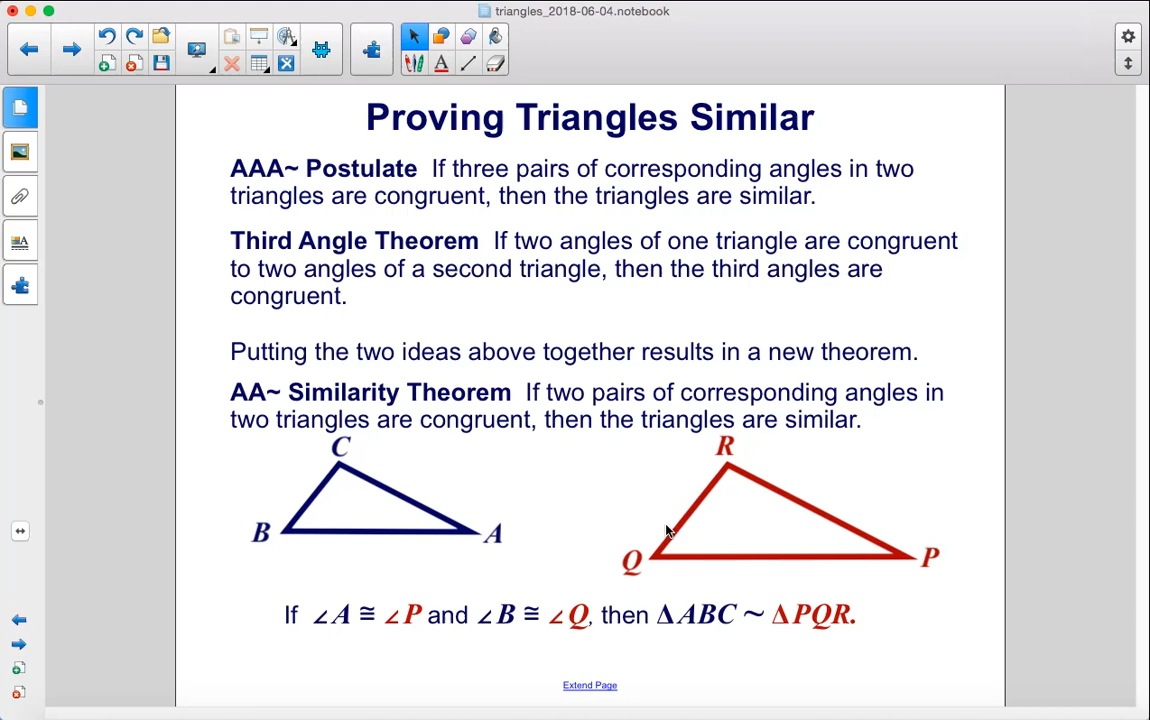 triangles_2018-06-04.notebook
Proving Triangles Similar
AAA~ Postulate If three pairs of corresponding angles in two
triangles are congruent, then the triangles are similar.
Third Angle Theorem If two angles of one triangle are congruent
to two angles of a second triangle, then the third angles are
congruent.
Putting the two ideas above together results in a new theorem.
AA~ Similarity Theorem If two pairs of corresponding angles in
two triangles are congruent, then the triangles are similar.
C
R
B
A
Q
P
If ∠A ≅ ∠P and ∠B ≅ ∠Q, then ΔABC ~ ΔPQR.
Extend Page